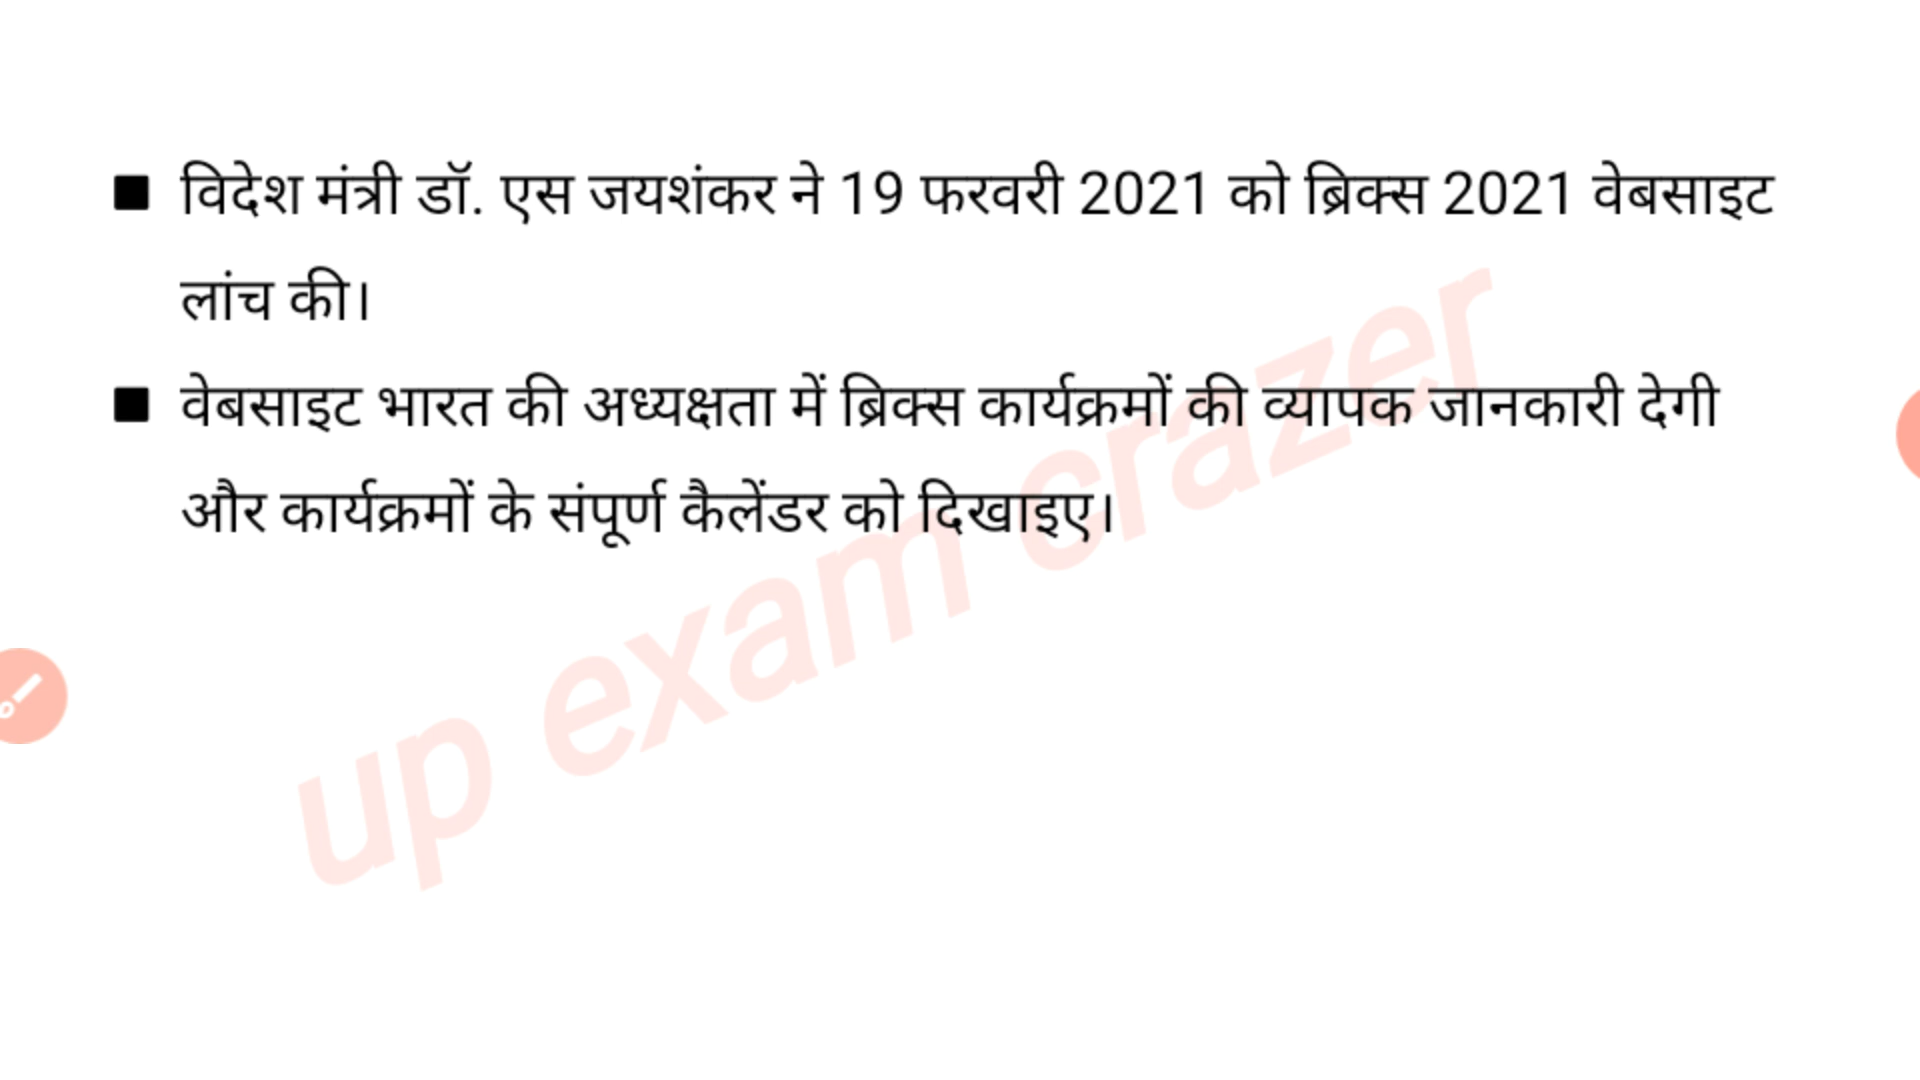 ■ विदेश मंत्री डॉ. एस जयशंकर ने 19 फरवरी 2021 को ब्रिक्स 2021 वेबसाइट
लांच की।
■ वेबसाइट भारत की अध्यक्षता में ब्रिक्स कार्यक्रमों की व्यापक जानकारी देगी
और कार्यक्रमों के संपूर्ण कैलेंडर को दिखाइए।
up exam crazer